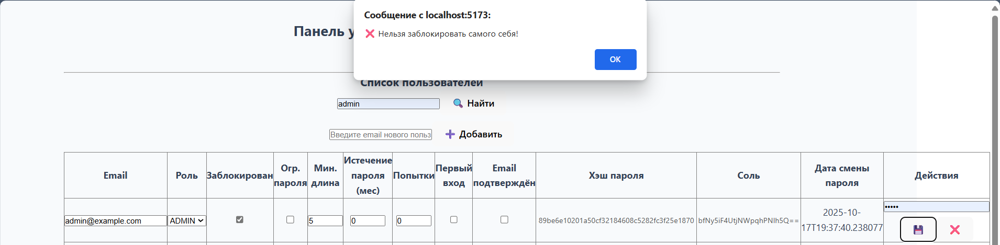 Сообщение с localhost:5173:
❌ Нельзя заблокировать самого себя!
OK
Панель у
Список пользователей
admin
🔍 Найти
Введите email нового польз
➕ Добавить
Email
Роль
Заблокирован
Огр.
пароля
Мин.
длина
Истечение
пароля
(мес)
Попытки
Первый
вход
Email
подтверждён
Хэш пароля
Соль
Дата смены
пароля
Действия
admin@example.com
ADMIN
5
0
0
89be6e10201a50cf32184608c5282fc3f25e1870
bfNy5iF4UtjNWpqhPNIh5Q==
2025-10-
17T19:37:40.238077
•••••